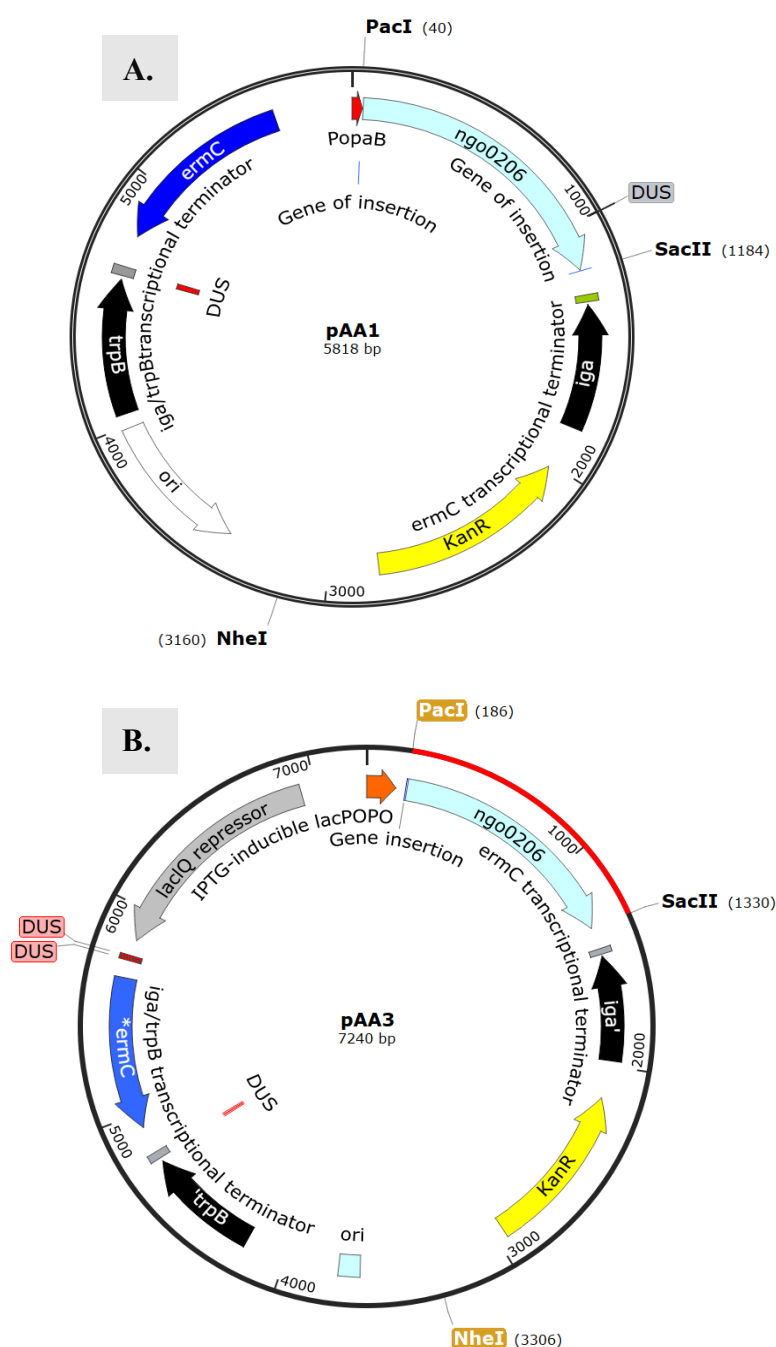 A.
PacI (40)
PopaB
ngo0206
Gene of insertion
Gene of insertion
1000
DUS
SacII (1184)
ermC
5000
iga/trpBtranscriptional terminator
DUS
trpB
pAA1
5818 bp
ermC transcriptional terminator
iga
4000
ori
2000
KanR
3000
(3160) NheI
B.
PacI (186)
7000
IPTG-inducible lacPOPO
Gene insertion
ngo0206
1000
lacIQ repressor
ermC transcriptional terminator
SacII (1330)
6000
DUS
DUS
*ermC
iga/trpB transcriptional terminator
pAA3
7240 bp
iga'
2000
DUS
5000
'trpB
KanR
ori
3000
4000
NheI (3306)